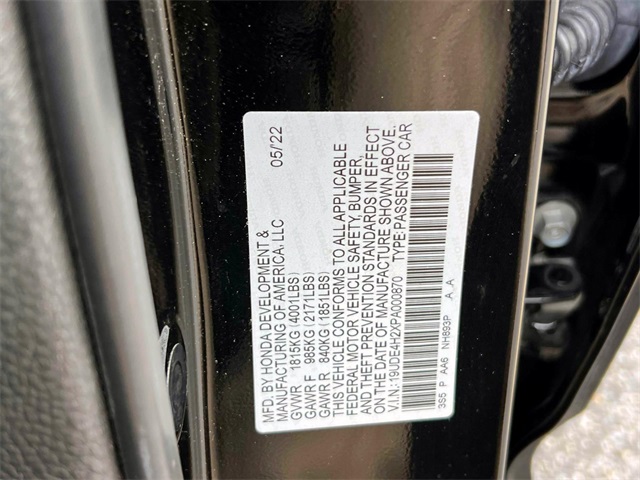 MFD. BY HONDA DEVELOPMENT &
MANUFACTURING OF AMERICA, LLC 05/22
GVWR 1815KG (4001LBS)
GAWR F 985KG (2171LBS)
GAWR R 840KG (1851LBS)
THIS VEHICLE CONFORMS TO ALL APPLICABLE
FEDERAL MOTOR VEHICLE SAFETY, BUMPER,
AND THEFT PREVENTION STANDARDS IN EFFECT
ON THE DATE OF MANUFACTURE SHOWN ABOVE.
V.I.N.: 19UDE4H2XPA000870 TYPE: PASSENGER CAR
3S5 P AA6 NH893P A A